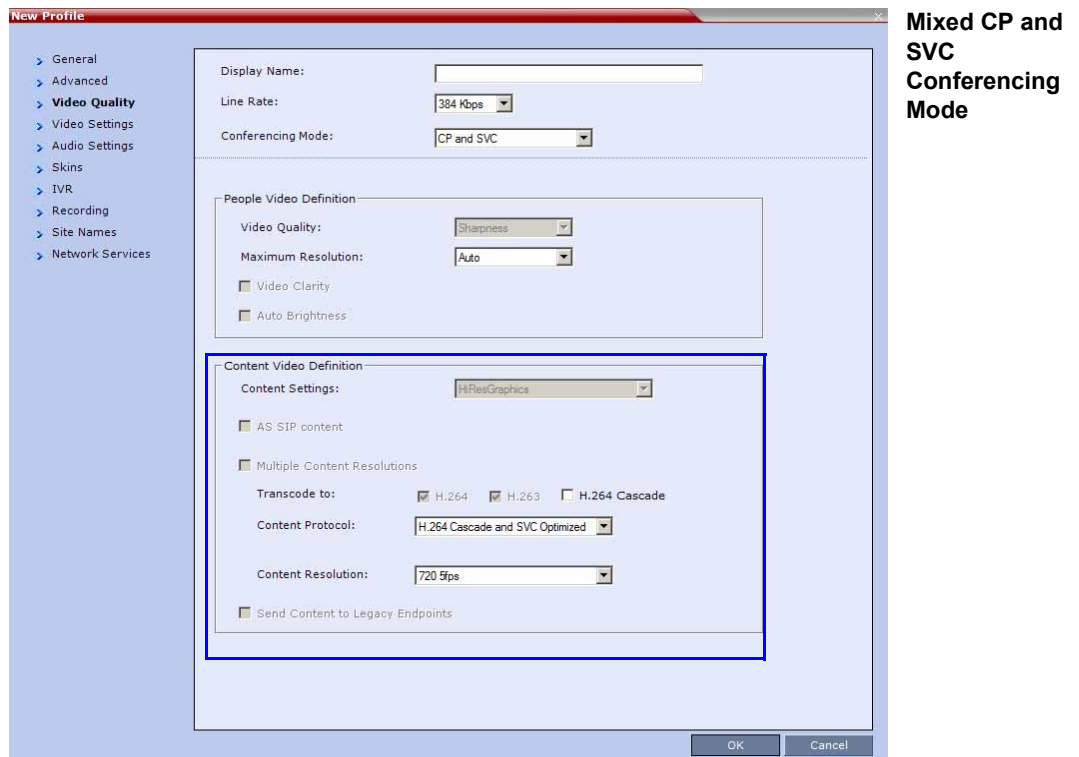 New Profile
General
Advanced
Video Quality
Video Settings
Audio Settings
Skins
IVR
Recording
Site Names
Network Services
Display Name:
Line Rate: 384 Kbps
Conferencing Mode: CP and SVC
People Video Definition
Video Quality: Sharpness
Maximum Resolution: Auto
Video Clarity
Auto Brightness
Content Video Definition
Content Settings: HiResGraphics
AS SIP content
Multiple Content Resolutions
Transcode to: H.264 H.263 H.264 Cascade
Content Protocol: H.264 Cascade and SVC Optimized
Content Resolution: 720 5fps
Send Content to Legacy Endpoints
OK Cancel
Mixed CP and
SVC
Conferencing
Mode